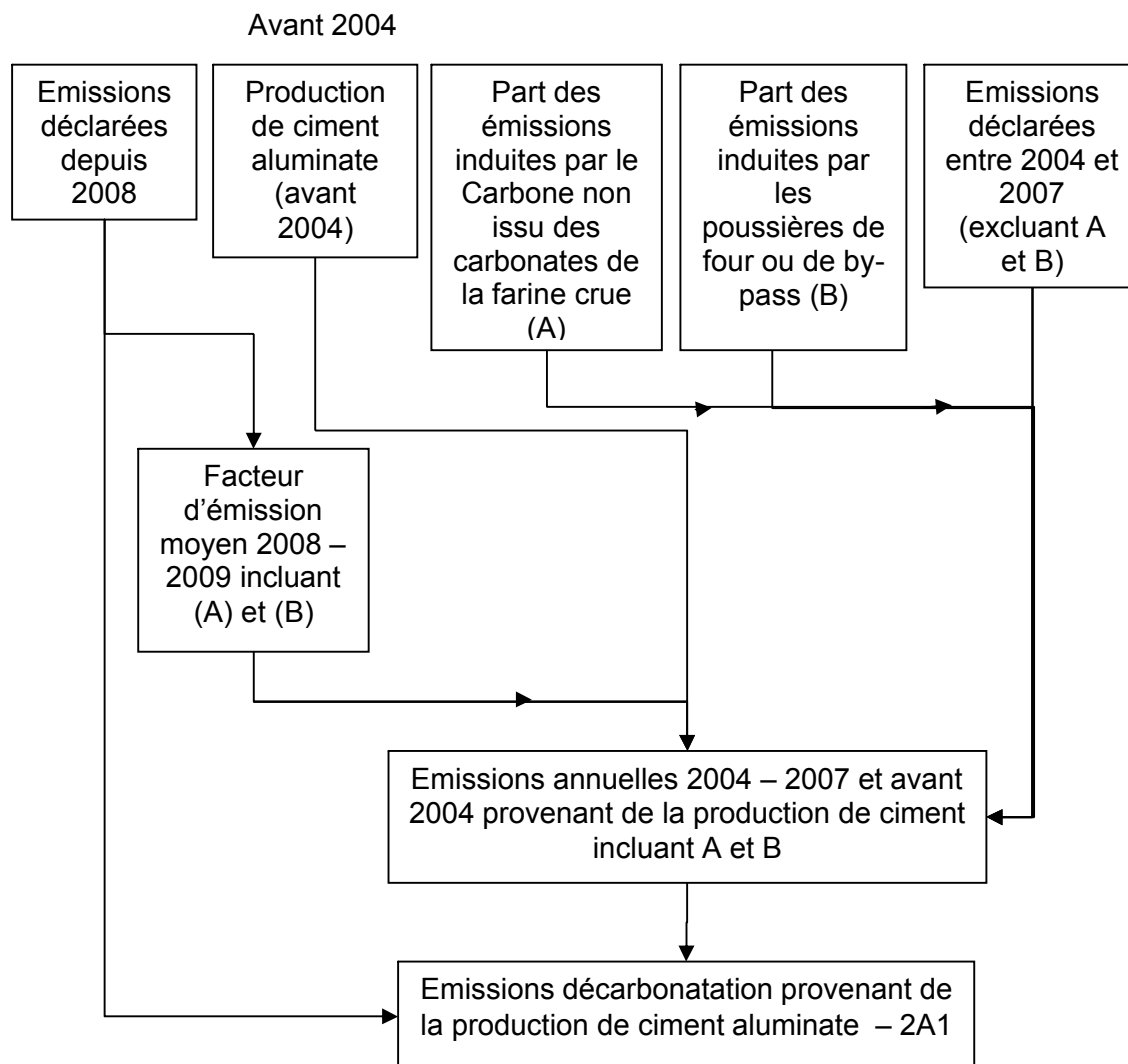 Avant 2004
Emissions
déclarées
depuis
2008
Production
de ciment
aluminate
(avant
2004)
Part des
émissions
induites par le
Carbone non
issu des
carbonates de
la farine crue
(A)
Part des
émissions
induites par
les
poussières de
four ou de by-
pass (B)
Emissions
déclarées
entre 2004 et
2007
(excluant A
et B)
Facteur
d’émission
moyen 2008 –
2009 incluant
(A) et (B)
Emissions annuelles 2004 – 2007 et avant
2004 provenant de la production de ciment
incluant A et B
Emissions décarbonatation provenant de
la production de ciment aluminate – 2A1